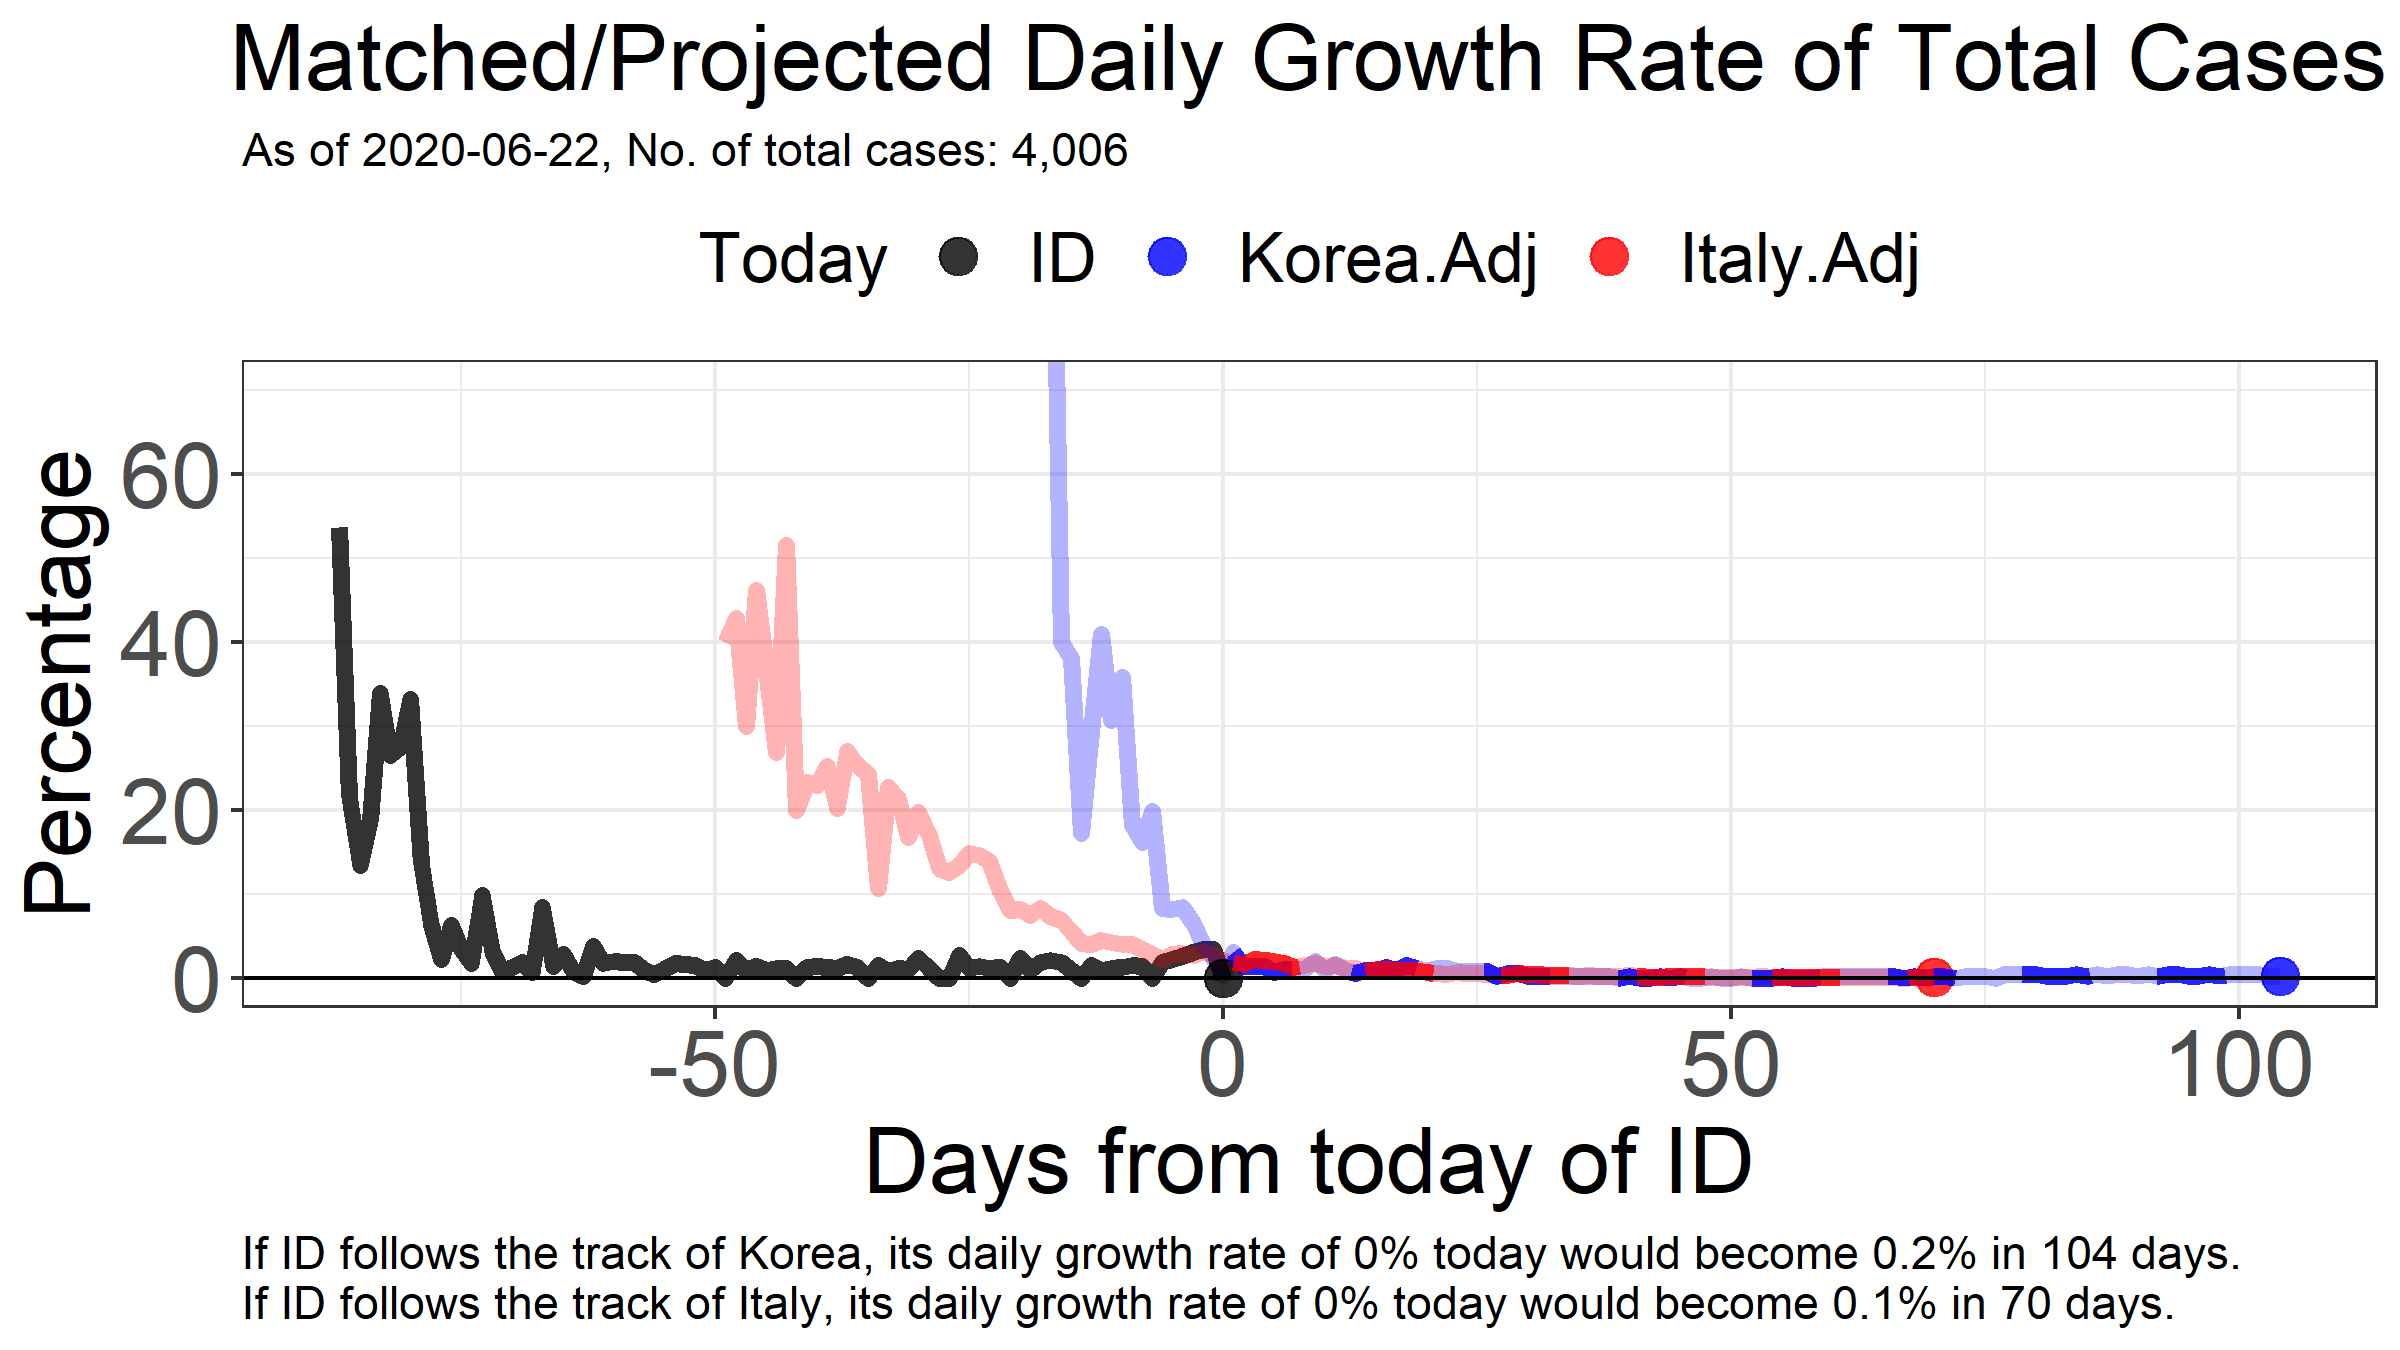 Matched/Projected Daily Growth Rate of Total Cases
As of 2020-06-22, No. of total cases: 4,006
Today ID Korea.Adj Italy.Adj
Percentage
60
40
20
0
-50 0 50 100
Days from today of ID
If ID follows the track of Korea, its daily growth rate of 0% today would become 0.2% in 104 days.
If ID follows the track of Italy, its daily growth rate of 0% today would become 0.1% in 70 days.